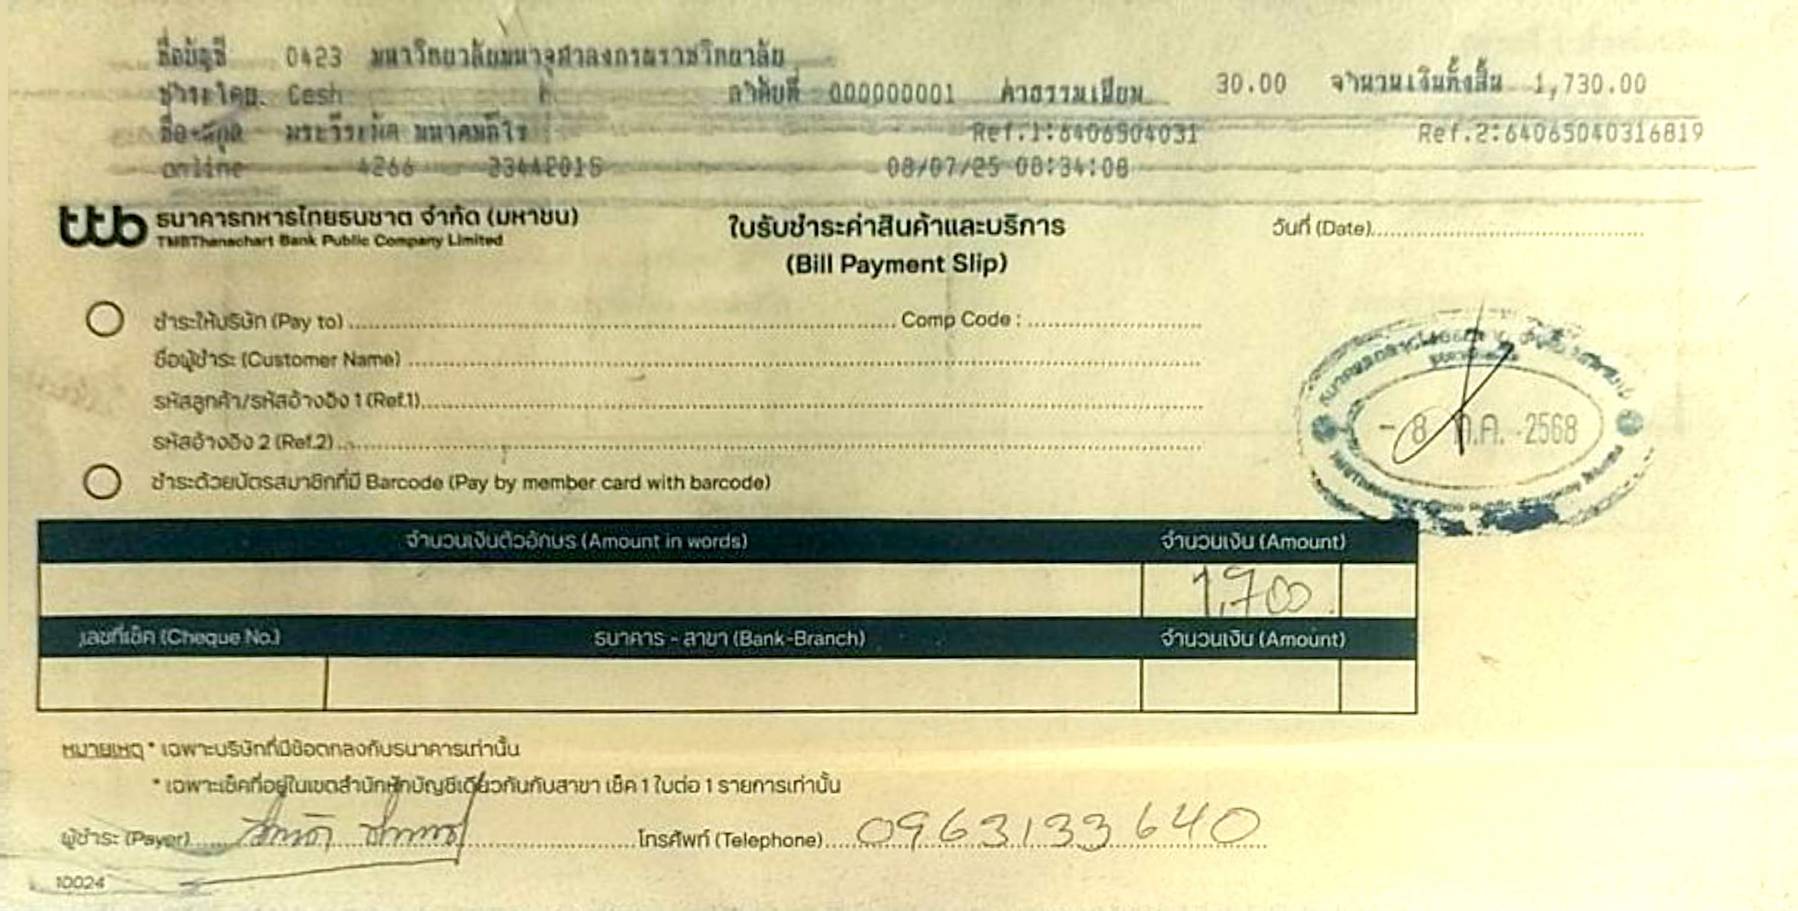 ชื่อบัญชี 0423 มหาวิทยาลัยมหาจุฬาลงกรณราชวิทยาลัย
ชำระโดย. Cash ลำดับที่ 000000001 ค่าธรรมเนียม 30.00 จำนวนเงินทั้งสิ้น 1,730.00
ชื่อ-สกุล Ref.1:6406504031 Ref.2:64065040316819
online 4266 23442015 08/07/25 08:34:08
ttb ธนาคารทหารไทยธนชาต จำกัด (มหาชน)
TMBThanachart Bank Public Company Limited
ใบรับชำระค่าสินค้าและบริการ
(Bill Payment Slip)
วันที่ (Date)
ชำระให้บริษัท (Pay to) Comp Code :
ชื่อผู้ชำระ (Customer Name)
รหัสลูกค้า/รหัสอ้างอิง 1 (Ref.1)
รหัสอ้างอิง 2 (Ref.2)
- 8 ก.ค. 2568
ชำระด้วยบัตรสมาชิกที่มี Barcode (Pay by member card with barcode)
จำนวนเงินตัวอักษร (Amount in words) จำนวนเงิน (Amount)
1,700
เลขที่เช็ค (Cheque No.) ธนาคาร - สาขา (Bank-Branch) จำนวนเงิน (Amount)
หมายเหตุ * เฉพาะบริษัทที่มีข้อตกลงกับธนาคารเท่านั้น
* เฉพาะเช็คที่อยู่ในเขตสำนักหักบัญชีเดียวกันกับสาขา เช็ค 1 ใบต่อ 1 รายการเท่านั้น
ผู้ชำระ (Payer) โทรศัพท์ (Telephone) 0963133640
10024